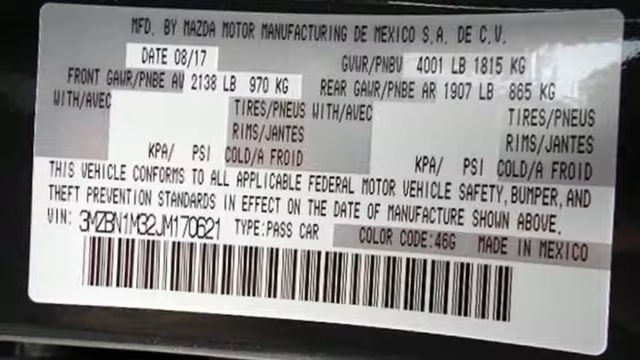 MFD. BY MAZDA MOTOR MANUFACTURING DE MEXICO S.A. DE C.V.
DATE 08/17 GVWR/PNBV 4001 LB 1815 KG
FRONT GAWR/PNBE AV 2138 LB 970 KG REAR GAWR/PNBE AR 1907 LB 865 KG
WITH/AVEC TIRES/PNEUS WITH/AVEC TIRES/PNEUS
RIMS/JANTES RIMS/JANTES
KPA/ PSI COLD/A FROID KPA/ PSI COLD/A FROID
THIS VEHICLE CONFORMS TO ALL APPLICABLE FEDERAL MOTOR VEHICLE SAFETY, BUMPER, AND
THEFT PREVENTION STANDARDS IN EFFECT ON THE DATE OF MANUFACTURE SHOWN ABOVE.
VIN: 3MZBN1M32JM170621 TYPE:PASS CAR COLOR CODE:46G MADE IN MEXICO